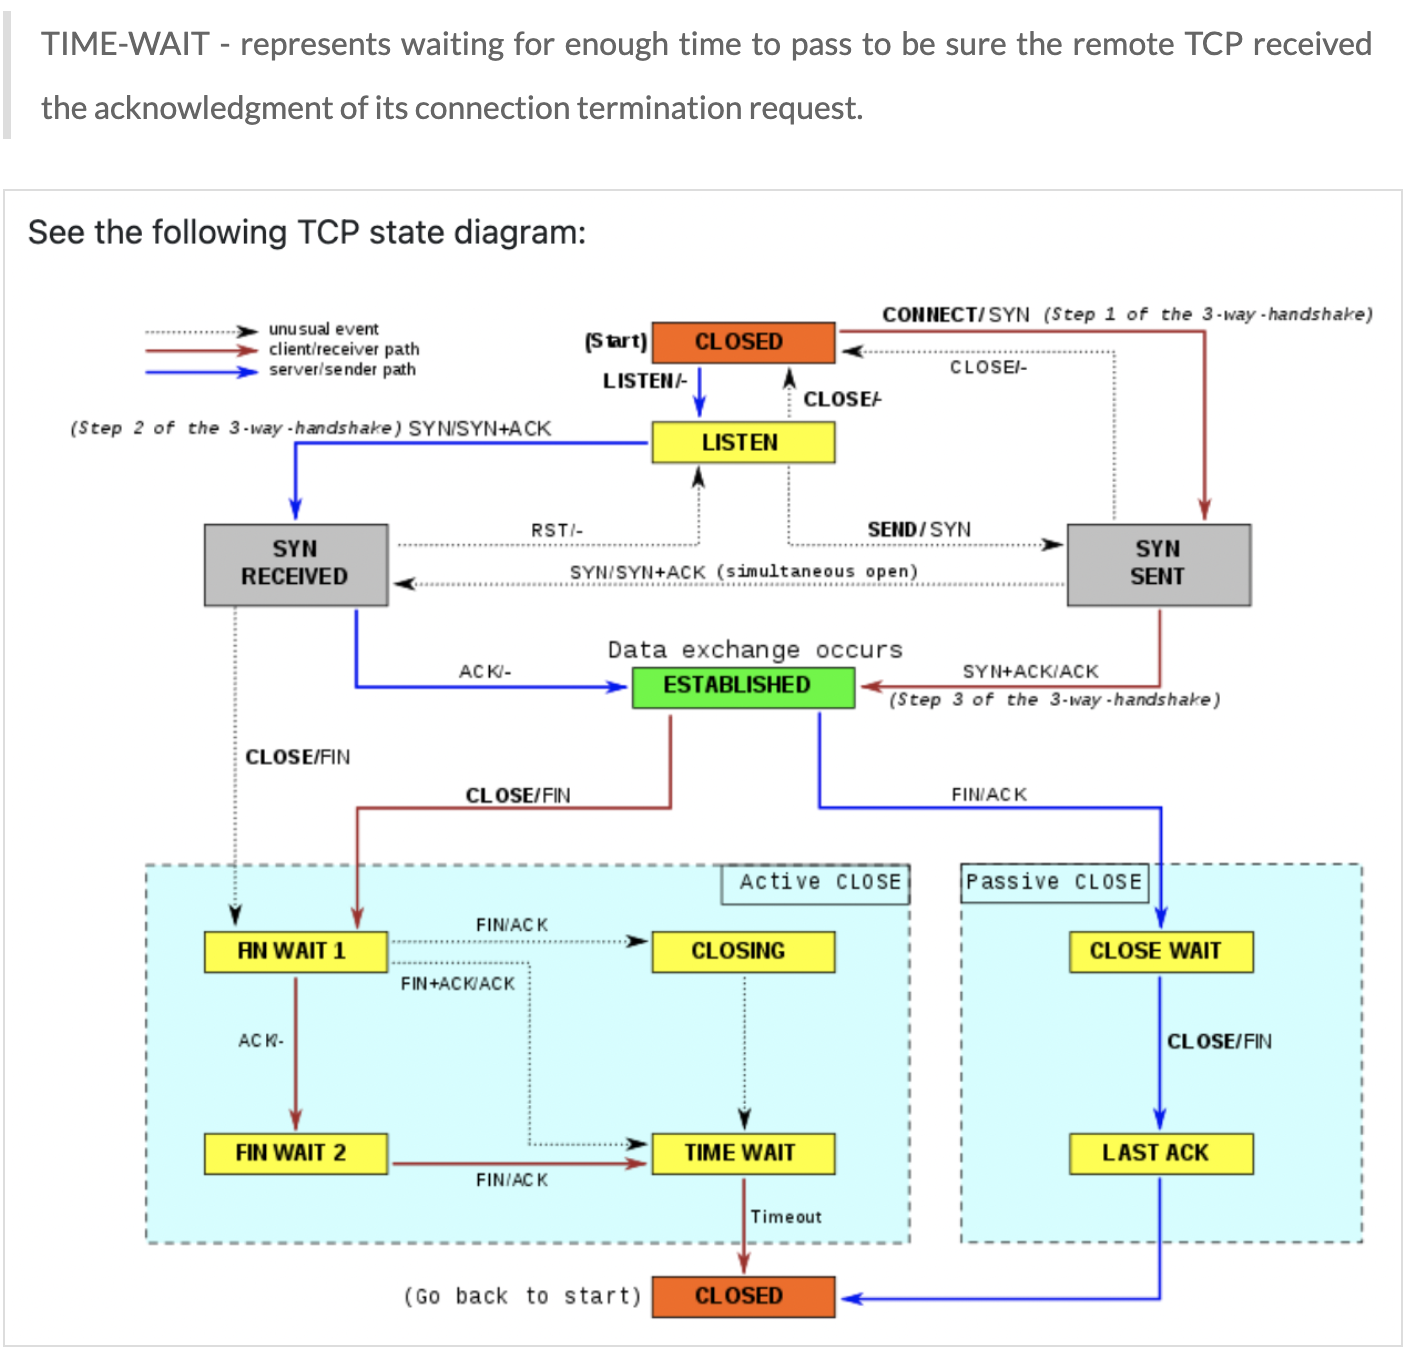 TIME-WAIT - represents waiting for enough time to pass to be sure the remote TCP received
the acknowledgment of its connection termination request.
See the following TCP state diagram:
unusual event
client/receiver path
server/sender path
(Start)
CLOSED
CONNECT/SYN (Step 1 of the 3-way-handshake)
CLOSE/-
LISTEN/-
CLOSE/-
(Step 2 of the 3-way-handshake) SYN/SYN+ACK
LISTEN
RST/-
SEND/SYN
SYN
RECEIVED
SYN
SENT
SYN/SYN+ACK (simultaneous open)
Data exchange occurs
ACK/-
ESTABLISHED
SYN+ACK/ACK
(Step 3 of the 3-way-handshake)
CLOSE/FIN
CLOSE/FIN
FIN/ACK
Active CLOSE
Passive CLOSE
FIN/ACK
FIN WAIT 1
CLOSING
CLOSE WAIT
FIN+ACK/ACK
ACK/-
CLOSE/FIN
FIN WAIT 2
TIME WAIT
LAST ACK
FIN/ACK
Timeout
(Go back to start)
CLOSED